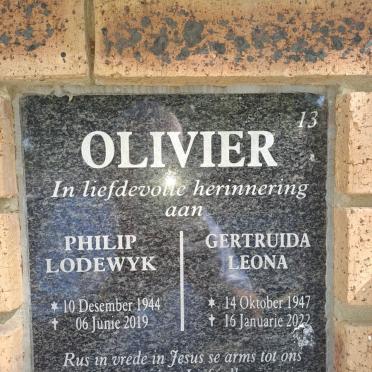 13
OLIVIER
In liefdevolle herinnering
aan
PHILIP
LODEWYK
* 10 Desember 1944
† 06 Junie 2019
GERTRUIDA
LEONA
* 14 Oktober 1947
† 16 Januarie 2022
Rus in vrede in Jesus se arms tot ons